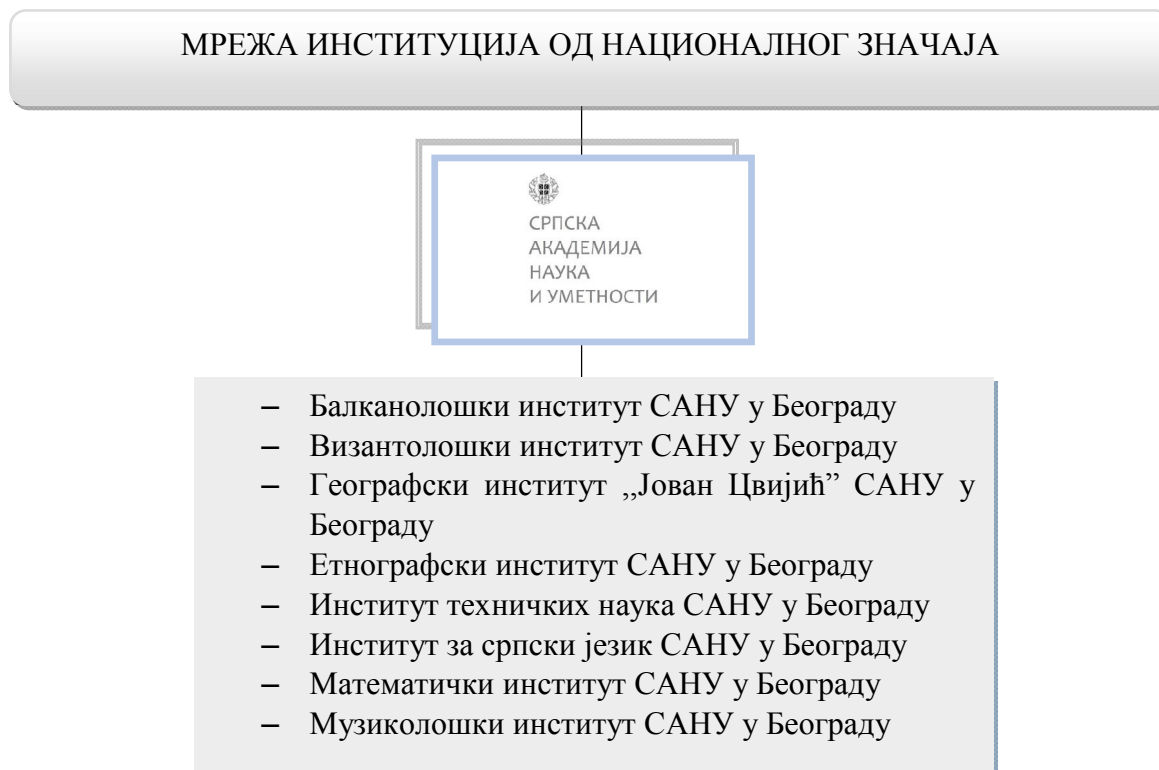 МРЕЖА ИНСТИТУЦИЈА ОД НАЦИОНАЛНОГ ЗНАЧАЈА
СРПСКА
АКАДЕМИЈА
НАУКА
И УМЕТНОСТИ
– Балканолошки институт САНУ у Београду
– Византолошки институт САНУ у Београду
– Географски институт ,,Јован Цвијић” САНУ у
Београду
– Етнографски институт САНУ у Београду
– Институт техничких наука САНУ у Београду
– Институт за српски језик САНУ у Београду
– Математички институт САНУ у Београду
– Музиколошки институт САНУ у Београду